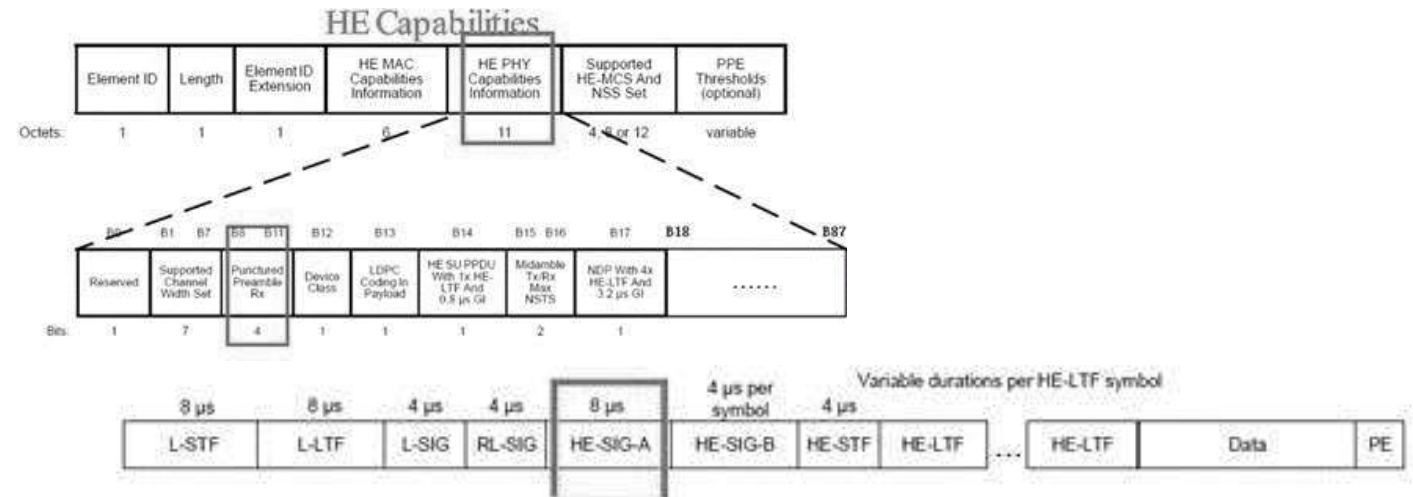 HE Capabilities
Element ID
Length
Element ID
Extension
HE MAC
Capabilities
Information
HE PHY
Capabilities
Information
Supported
HE-MCS And
NSS Set
PPE
Thresholds
(optional)
Octets:
1
1
1
6
11
4, 8 or 12
variable
B0
B1 B7
B8 B11
B12
B13
B14
B15 B16
B17
B18
B87
Reserved
Supported
Channel
Width Set
Punctured
Preamble
Rx
Device
Class
LDPC
Coding In
Payload
HE SU PPDU
With 1x HE-
LTF And
0.8 µs GI
Midamble
Tx/Rx
Max
NSTS
NDP With 4x
HE-LTF And
3.2 µs GI
......
Bits:
1
7
4
1
1
1
2
1
Variable durations per HE-LTF symbol
8 µs
8 µs
4 µs
4 µs
8 µs
4 µs per
symbol
4 µs
L-STF
L-LTF
L-SIG
RL-SIG
HE-SIG-A
HE-SIG-B
HE-STF
HE-LTF
...
HE-LTF
Data
PE